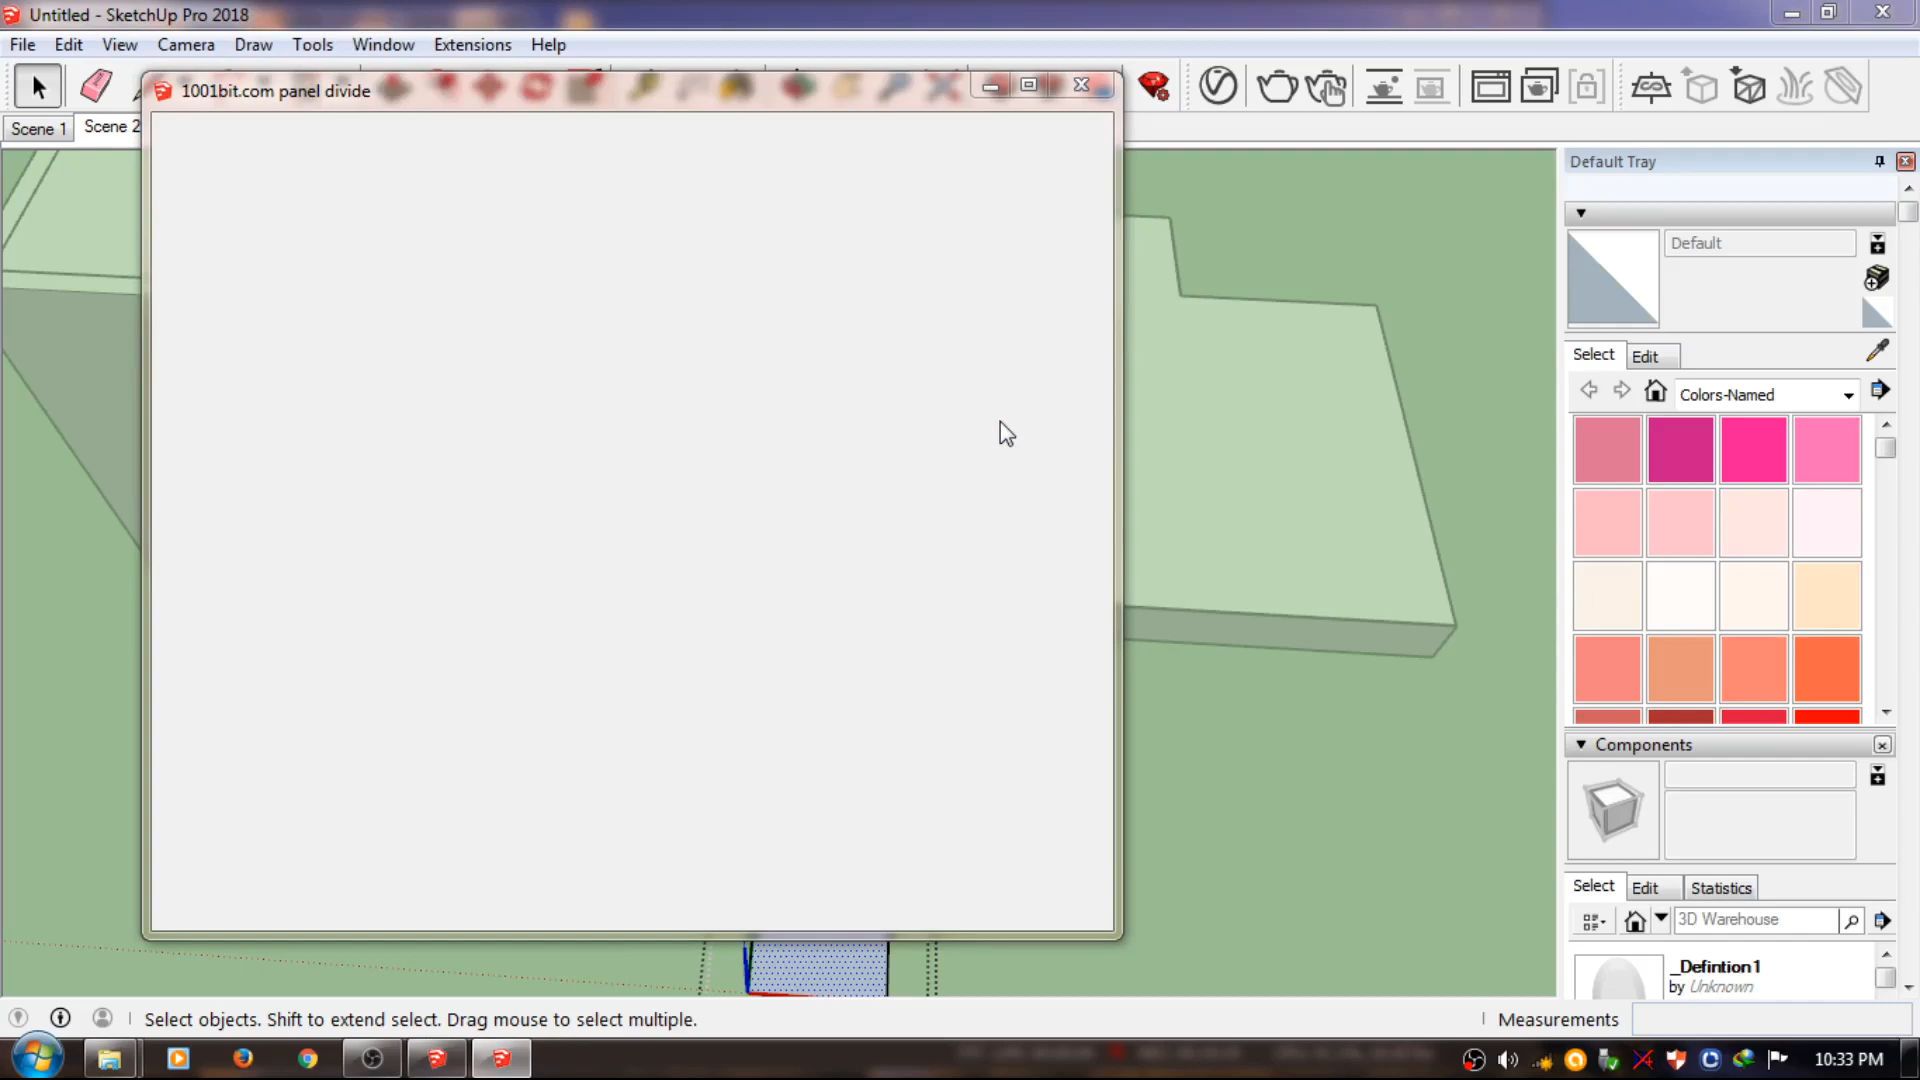 Untitled - SketchUp Pro 2018
File Edit View Camera Draw Tools Window Extensions Help
1001bit.com panel divide
Scene 1 Scene 2
Default Tray
Default
Select Edit
Colors-Named
Components
Select Edit Statistics
3D Warehouse
_Defintion1
by Unknown
Select objects. Shift to extend select. Drag mouse to select multiple.
Measurements
10:33 PM